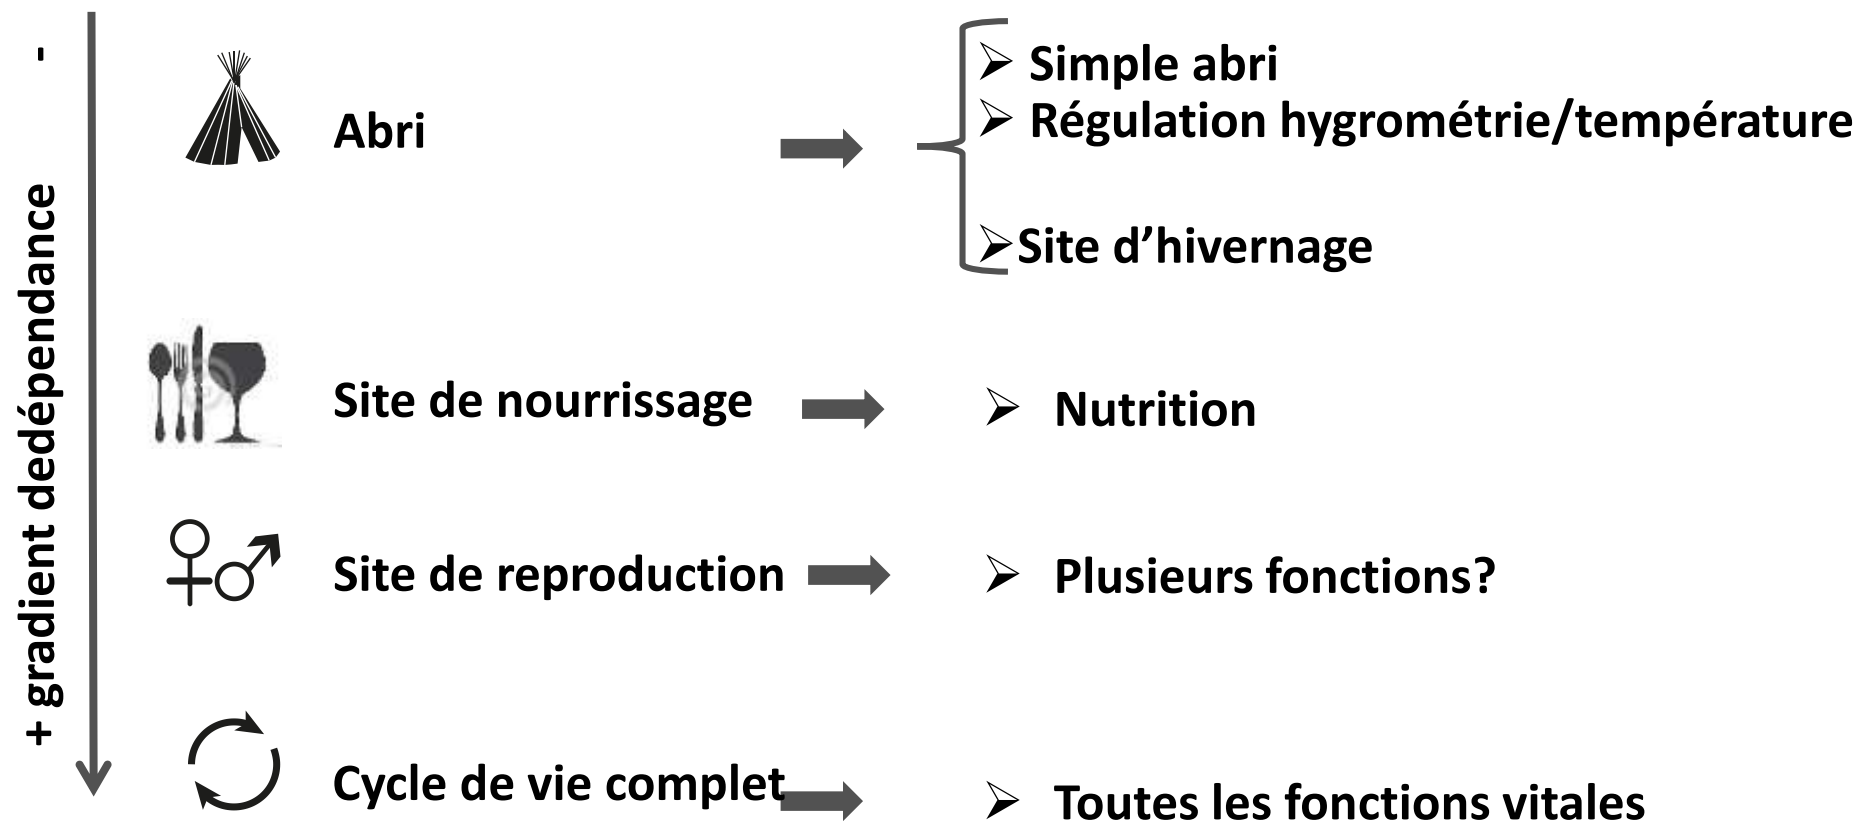 -
+ gradient dedépendance
Abri
➢ Simple abri
➢ Régulation hygrométrie/température
➢Site d’hivernage
Site de nourrissage
➢ Nutrition
Site de reproduction
➢ Plusieurs fonctions?
Cycle de vie complet
➢ Toutes les fonctions vitales